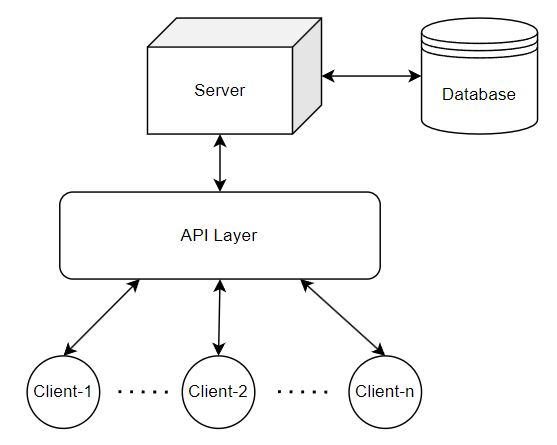 Server
Database
API Layer
Client-1
Client-2
Client-n